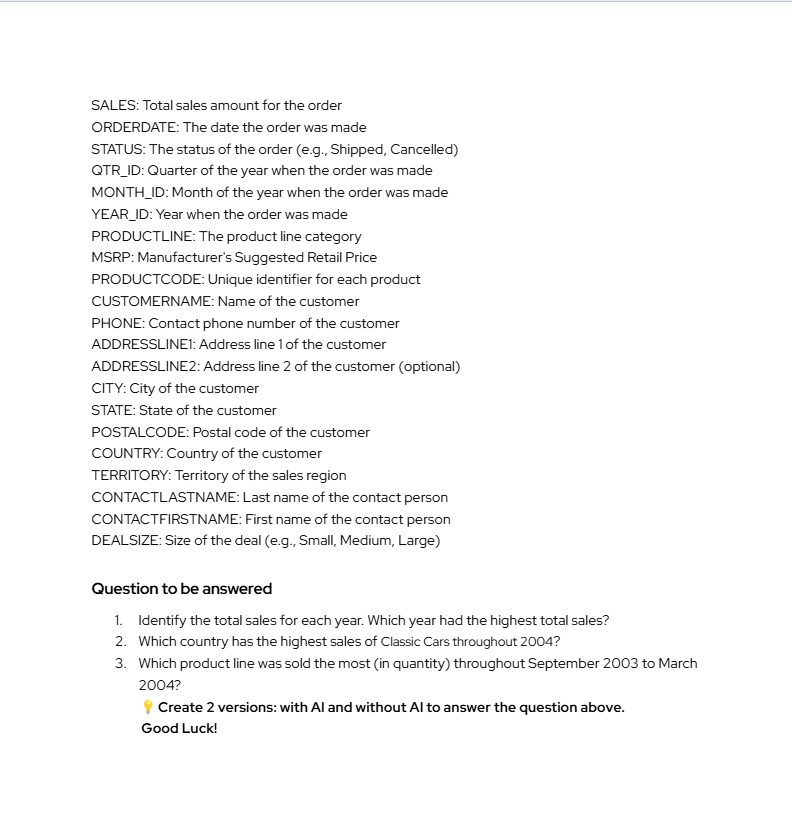 SALES: Total sales amount for the order
ORDERDATE: The date the order was made
STATUS: The status of the order (e.g., Shipped, Cancelled)
QTR_ID: Quarter of the year when the order was made
MONTH_ID: Month of the year when the order was made
YEAR_ID: Year when the order was made
PRODUCTLINE: The product line category
MSRP: Manufacturer's Suggested Retail Price
PRODUCTCODE: Unique identifier for each product
CUSTOMERNAME: Name of the customer
PHONE: Contact phone number of the customer
ADDRESSLINE1: Address line 1 of the customer
ADDRESSLINE2: Address line 2 of the customer (optional)
CITY: City of the customer
STATE: State of the customer
POSTALCODE: Postal code of the customer
COUNTRY: Country of the customer
TERRITORY: Territory of the sales region
CONTACTLASTNAME: Last name of the contact person
CONTACTFIRSTNAME: First name of the contact person
DEALSIZE: Size of the deal (e.g., Small, Medium, Large)
Question to be answered
1. Identify the total sales for each year. Which year had the highest total sales?
2. Which country has the highest sales of Classic Cars throughout 2004?
3. Which product line was sold the most (in quantity) throughout September 2003 to March
2004?
💡 Create 2 versions: with AI and without AI to answer the question above.
Good Luck!